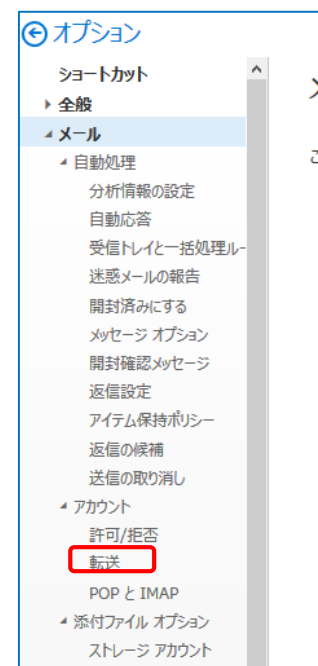 オプション
ショートカット
全般
メール
自動処理
分析情報の設定
自動応答
受信トレイと一括処理ルー
迷惑メールの報告
開封済みにする
メッセージ オプション
開封確認メッセージ
返信設定
アイテム保持ポリシー
返信の候補
送信の取り消し
アカウント
許可/拒否
転送
POP と IMAP
添付ファイル オプション
ストレージ アカウント